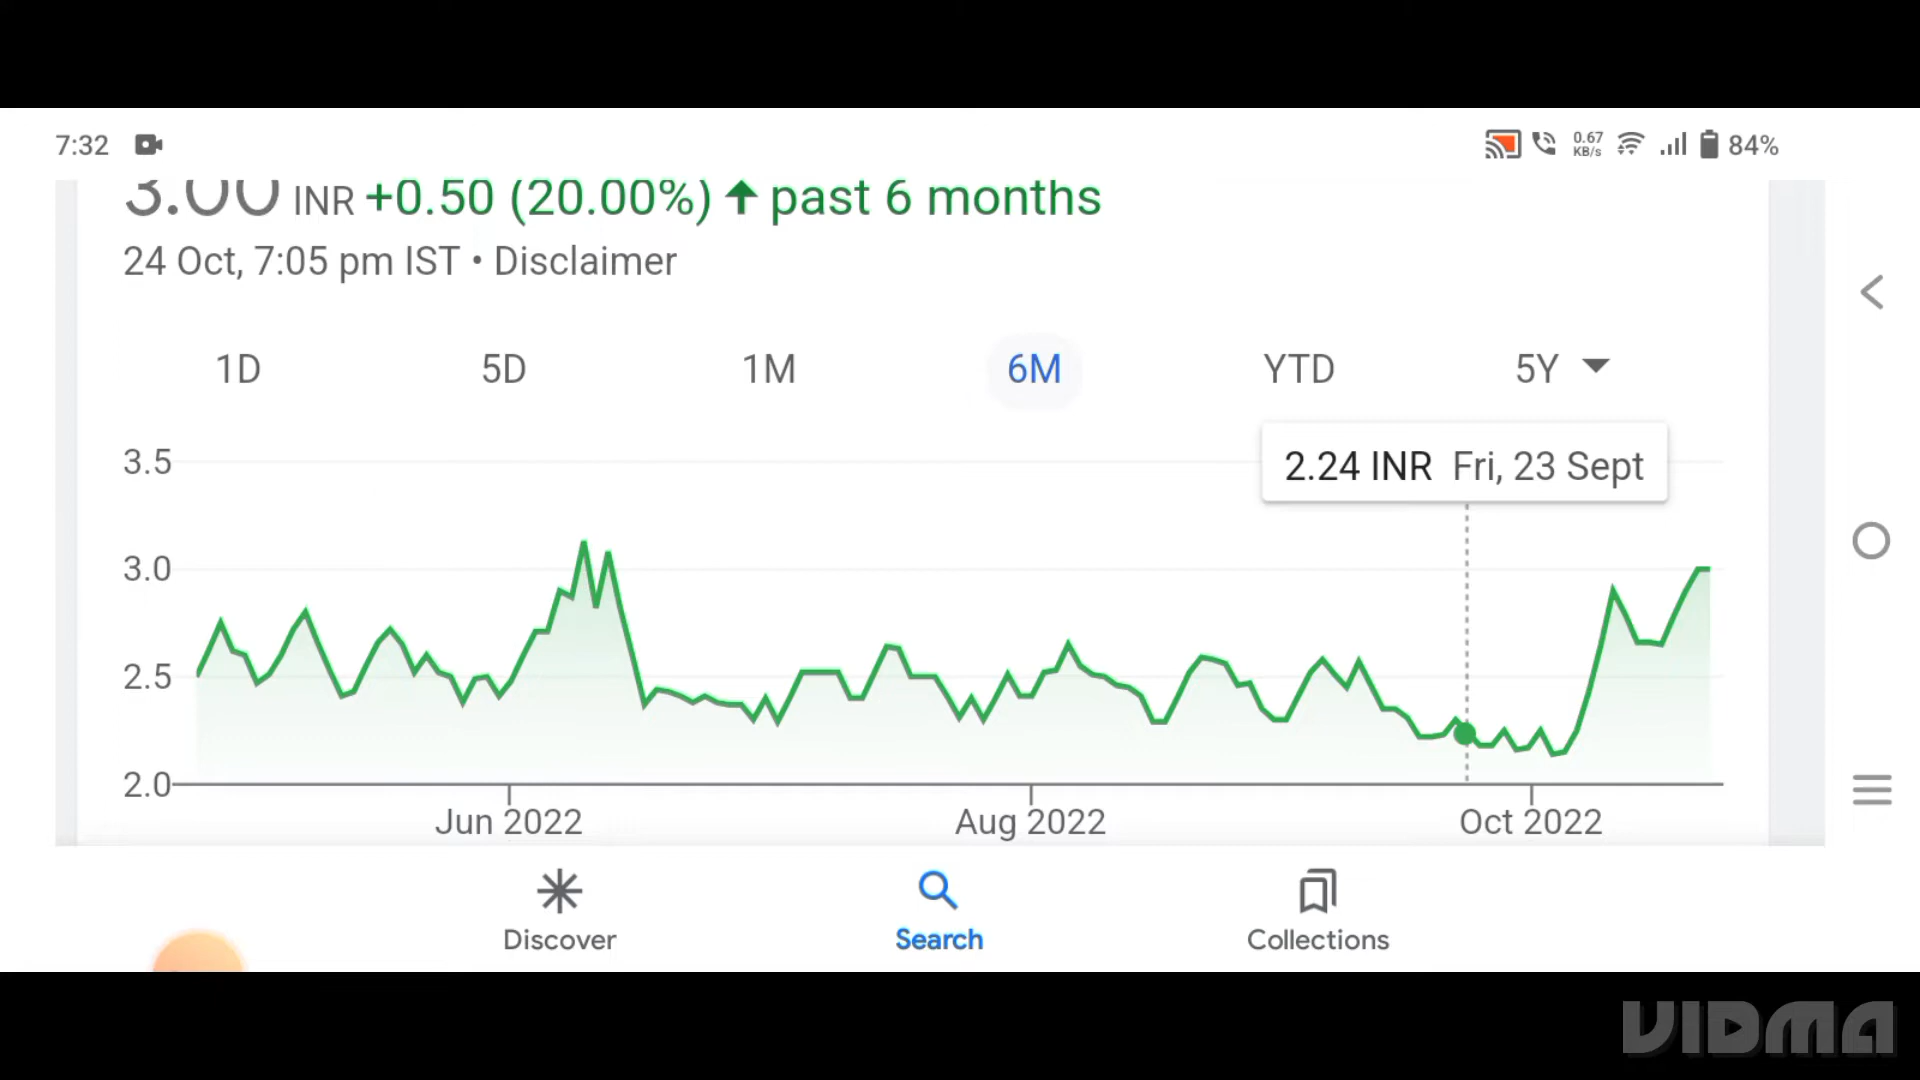 7:32 0.67 KB/s 84%
3.00 INR +0.50 (20.00%) ↑ past 6 months
24 Oct, 7:05 pm IST • Disclaimer
1D 5D 1M 6M YTD 5Y
2.24 INR Fri, 23 Sept
3.5
3.0
2.5
2.0
Jun 2022 Aug 2022 Oct 2022
Discover Search Collections
VIDMA